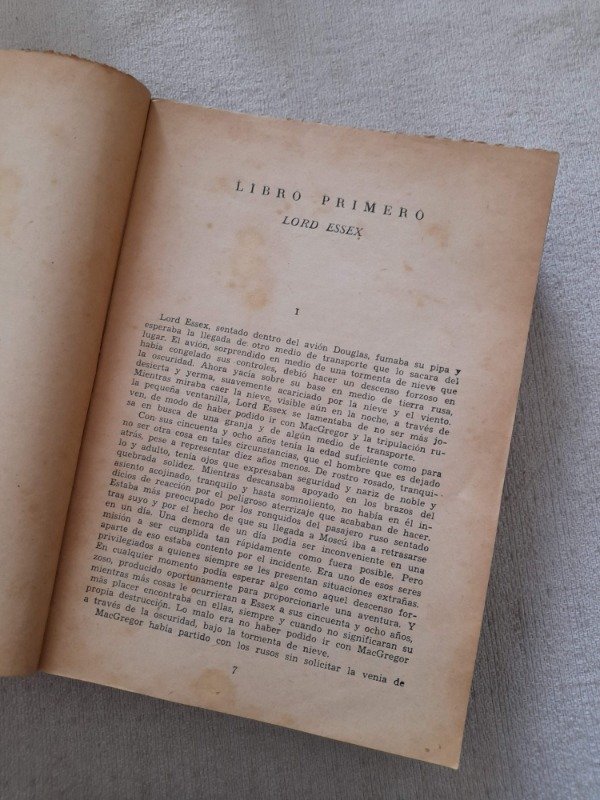 LIBRO PRIMERO
LORD ESSEX
I
Lord Essex, sentado dentro del avión Douglas, fumaba su pipa y
esperaba la llegada de otro medio de transporte que lo sacara del
lugar. El avión, sorprendido en medio de una tormenta de nieve que
había congelado sus controles, debió hacer un descenso forzoso en
la oscuridad. Ahora yacía sobre su base en medio de tierra rusa,
desierta y yerma, suavemente acariciado por la nieve y el viento.
Mientras miraba caer la nieve, visible aún en la noche, a través de
la pequeña ventanilla, Lord Essex se lamentaba de no ser más jo-
ven, de modo de haber podido ir con MacGregor y la tripulación ru-
sa en busca de una granja y de algún medio de transporte.
Con sus cincuenta y ocho años tenía la edad suficiente como para
no ser otra cosa en tales circunstancias, que el hombre que es dejado
atrás, pese a representar diez años menos. De rostro rosado, tranqui-
lo y adulto, tenía ojos que expresaban seguridad y nariz de noble y
quebrada solidez. Mientras descansaba apoyado en los brazos del
asiento acojinado, tranquilo y hasta somnoliento, no había en él in-
dicios de reacción por el peligroso aterrizaje que acababan de hacer.
Estaba más preocupado por los ronquidos del pasajero ruso sentado
tras suyo y por el hecho de que su llegada a Moscú iba a retrasarse
en un día. Una demora de un día podía ser inconveniente en una
misión a ser cumplida tan rápidamente como fuera posible. Pero
aparte de eso estaba contento por el incidente. Era uno de esos seres
privilegiados a quienes siempre se les presentan situaciones extrañas.
En cualquier momento podía esperar algo como aquel descenso for-
zoso, producido oportunamente para proporcionarle una aventura. Y
mientras más cosas le ocurrieran a Essex a sus cincuenta y ocho años,
más placer encontraba en ellas, siempre y cuando no significaran su
propia destrucción. Lo malo era no haber podido ir con MacGregor
a través de la oscuridad, bajo la tormenta de nieve.
MacGregor había partido con los rusos sin solicitar la venia de
7